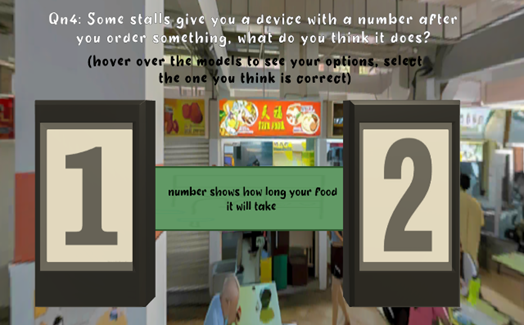 Qn4: Some stalls give you a device with a number after
you order something, what do you think it does?
(hover over the models to see your options, select
the one you think is correct)
1
2
number shows how long your food
it will take